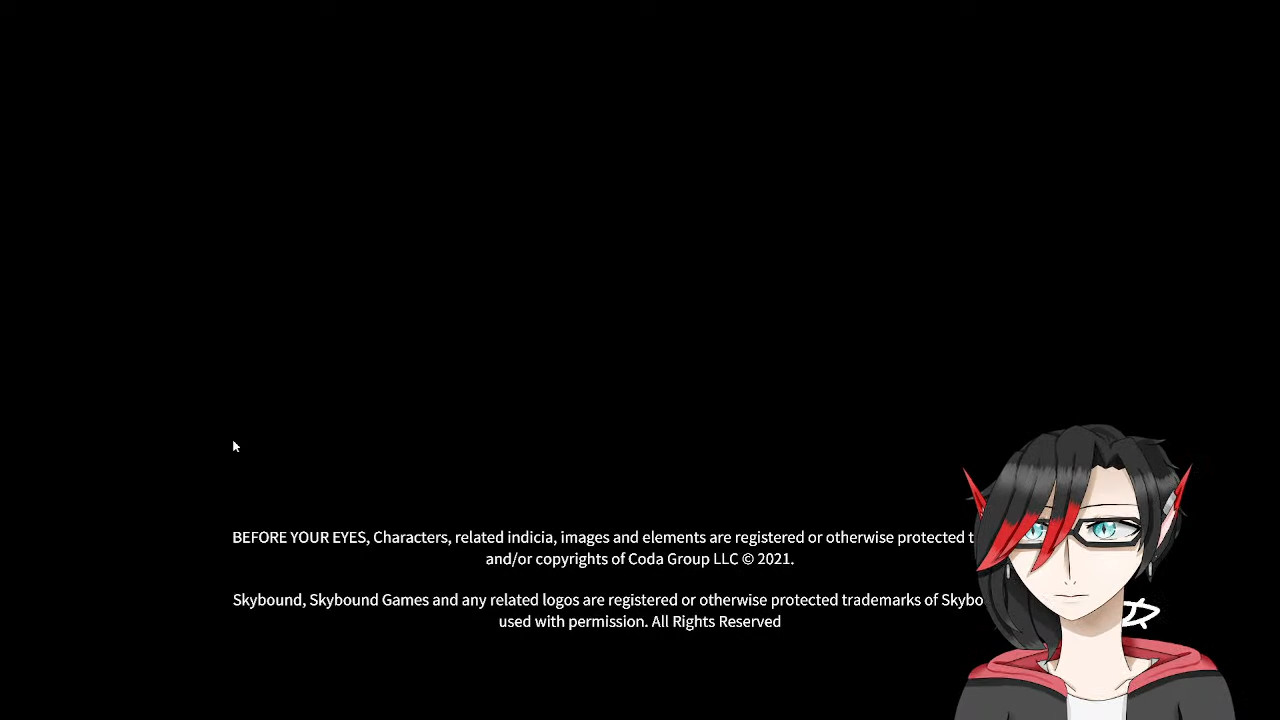 BEFORE YOUR EYES, Characters, related indicia, images and elements are registered or otherwise protected
and/or copyrights of Coda Group LLC © 2021.
Skybound, Skybound Games and any related logos are registered or otherwise protected trademarks of
used with permission. All Rights Reserved